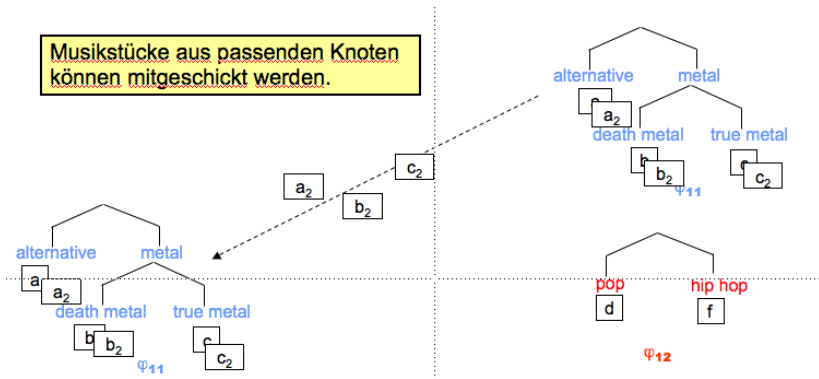 Musikstücke aus passenden Knoten
können mitgeschickt werden.
alternative metal
a₂
death metal true metal
b b₂ c c₂
φ₁₁
c₂
a₂
b₂
alternative metal
a a₂
death metal true metal
b b₂ c c₂
φ₁₁
pop hip hop
d f
φ₁₂